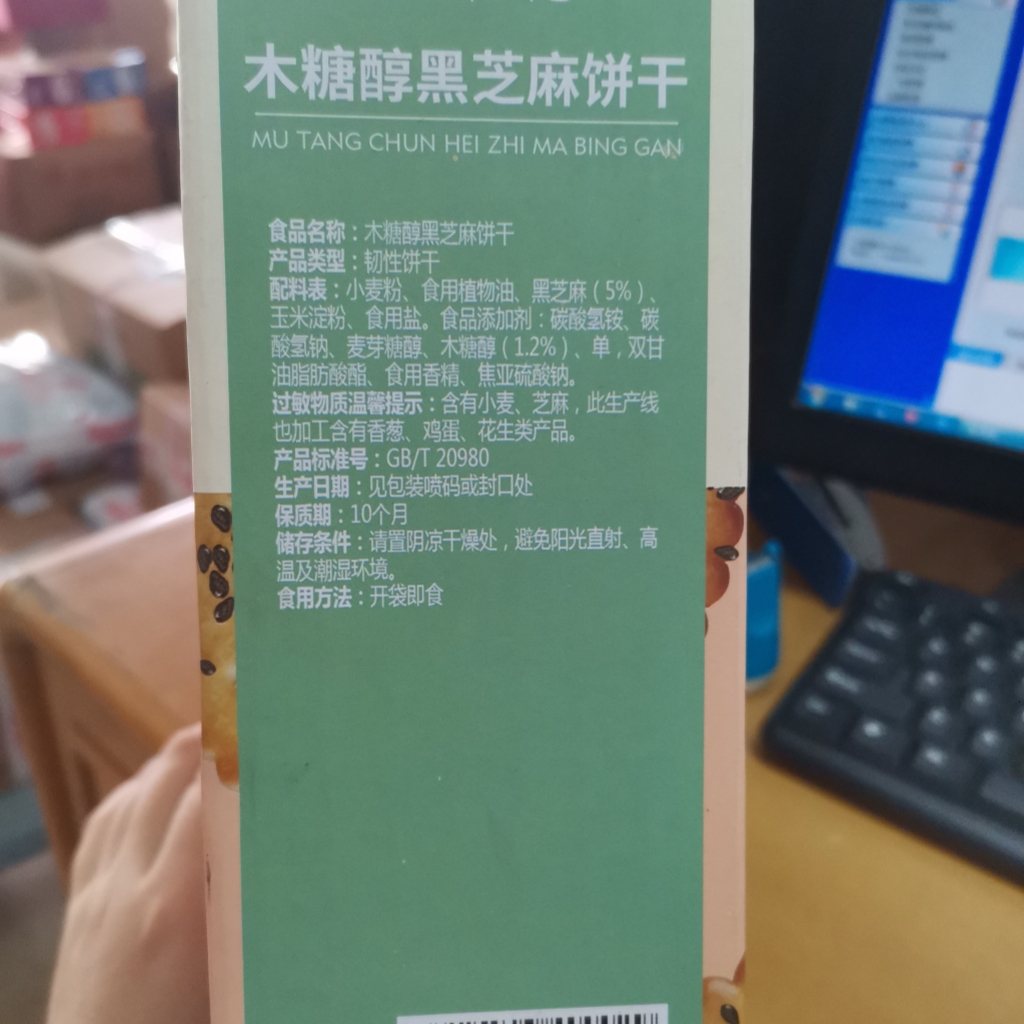 木糖醇黑芝麻饼干
MU TANG CHUN HEI ZHI MA BING GAN
食品名称：木糖醇黑芝麻饼干
产品类型：韧性饼干
配料表：小麦粉、食用植物油、黑芝麻（5%）、
玉米淀粉、食用盐。食品添加剂：碳酸氢铵、碳
酸氢钠、麦芽糖醇、木糖醇（1.2%）、单，双甘
油脂肪酸酯、食用香精、焦亚硫酸钠。
过敏物质温馨提示：含有小麦、芝麻，此生产线
也加工含有香葱、鸡蛋、花生类产品。
产品标准号：GB/T 20980
生产日期：见包装喷码或封口处
保质期：10个月
储存条件：请置阴凉干燥处，避免阳光直射、高
温及潮湿环境。
食用方法：开袋即食